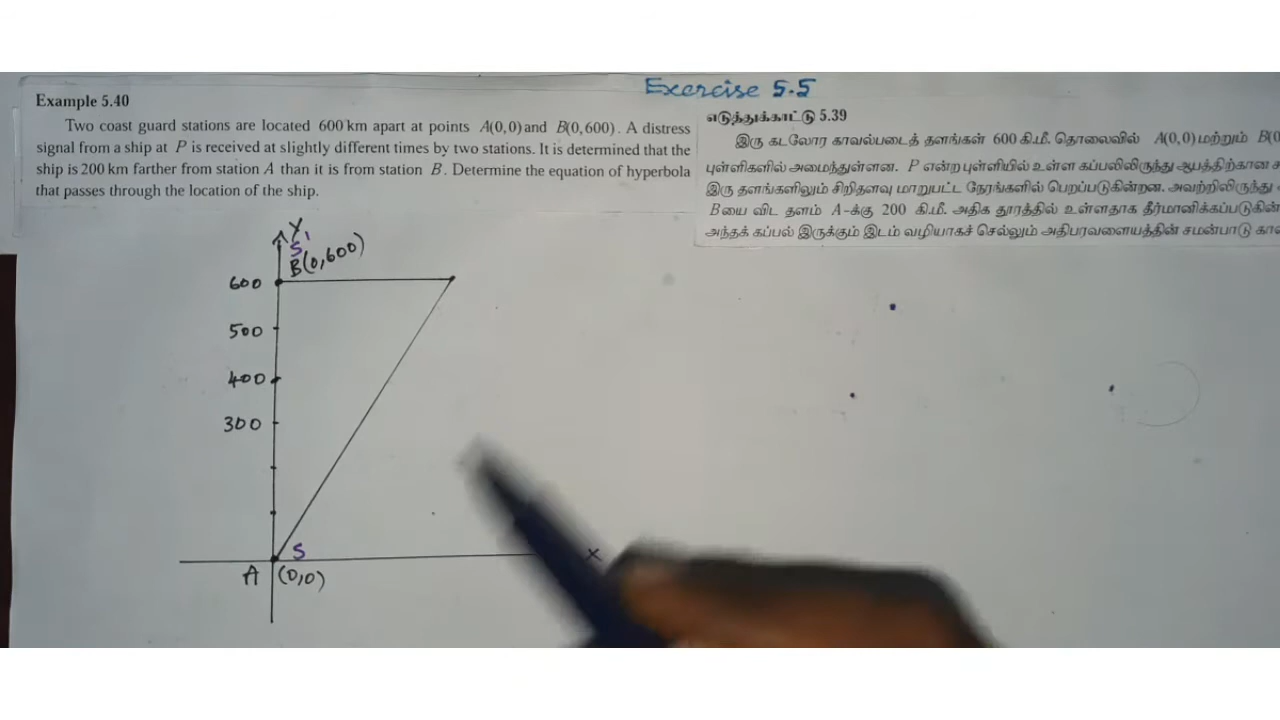 Exercise 5.5
Example 5.40
Two coast guard stations are located 600 km apart at points A(0,0) and B(0,600). A distress
signal from a ship at P is received at slightly different times by two stations. It is determined that the
ship is 200 km farther from station A than it is from station B. Determine the equation of hyperbola
that passes through the location of the ship.
எடுத்துக்காட்டு 5.39
இரு கடலோர காவல்படைத் தளங்கள் 600 கி.மீ. தொலைவில் A(0,0) மற்றும் B(0
புள்ளிகளில் அமைந்துள்ளன. P என்ற புள்ளியில் உள்ள கப்பலிலிருந்து ஆபத்திற்கான
இரு தளங்களிலும் சிறிதளவு மாறுபட்ட நேரங்களில் பெறப்படுகின்றன. அவற்றிலிருந்து
Bயை விட தளம் A-க்கு 200 கி.மீ. அதிக தூரத்தில் உள்ளதாக தீர்மானிக்கப்படுகின்
அந்தக் கப்பல் இருக்கும் இடம் வழியாகச் செல்லும் அதிபரவளையத்தின் சமன்பாடு கா
Y
S'
B(0,600)
600
500
400
300
S
X
A (0,0)